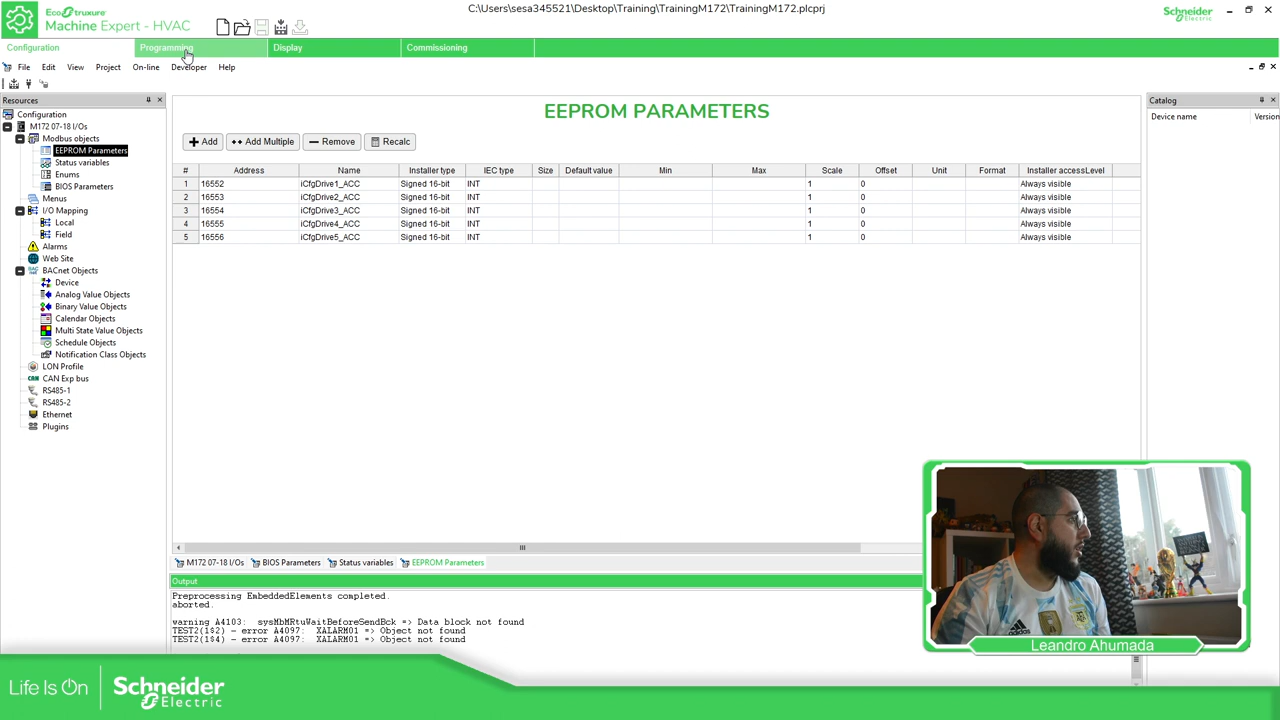 C:\Users\sesa345521\Desktop\Training\TrainingM172\TrainingM172.plcprj
EcoStruxure
Machine Expert - HVAC
Schneider
Electric
Configuration
Programming
Display
Commissioning
File Edit View Project On-line Developer Help
Resources
Configuration
M172 07-18 I/Os
Modbus objects
EEPROM Parameters
Status variables
Enums
BIOS Parameters
Menus
I/O Mapping
Local
Field
Alarms
Web Site
BACnet Objects
Device
Analog Value Objects
Binary Value Objects
Calendar Objects
Multi State Value Objects
Schedule Objects
Notification Class Objects
LON Profile
CAN Exp bus
RS485-1
RS485-2
Ethernet
Plugins
EEPROM PARAMETERS
Add Add Multiple Remove Recalc
# Address Name Installer type IEC type Size Default value Min Max Scale Offset Unit Format Installer accessLevel
1 16552 iCfgDrive1_ACC Signed 16-bit INT 1 0 Always visible
2 16553 iCfgDrive2_ACC Signed 16-bit INT 1 0 Always visible
3 16554 iCfgDrive3_ACC Signed 16-bit INT 1 0 Always visible
4 16555 iCfgDrive4_ACC Signed 16-bit INT 1 0 Always visible
5 16556 iCfgDrive5_ACC Signed 16-bit INT 1 0 Always visible
M172 07-18 I/Os BIOS Parameters Status variables EEPROM Parameters
Catalog
Device name Version
Output
Preprocessing EmbeddedElements completed.
aborted.
warning A4103: sysMbMRtuWaitBeforeSendBck => Data block not found
TEST2(1$2) - error A4097: XALARM01 => Object not found
TEST2(1$4) - error A4097: XALARM01 => Object not found
Leandro Ahumada
Life Is On
Schneider
Electric